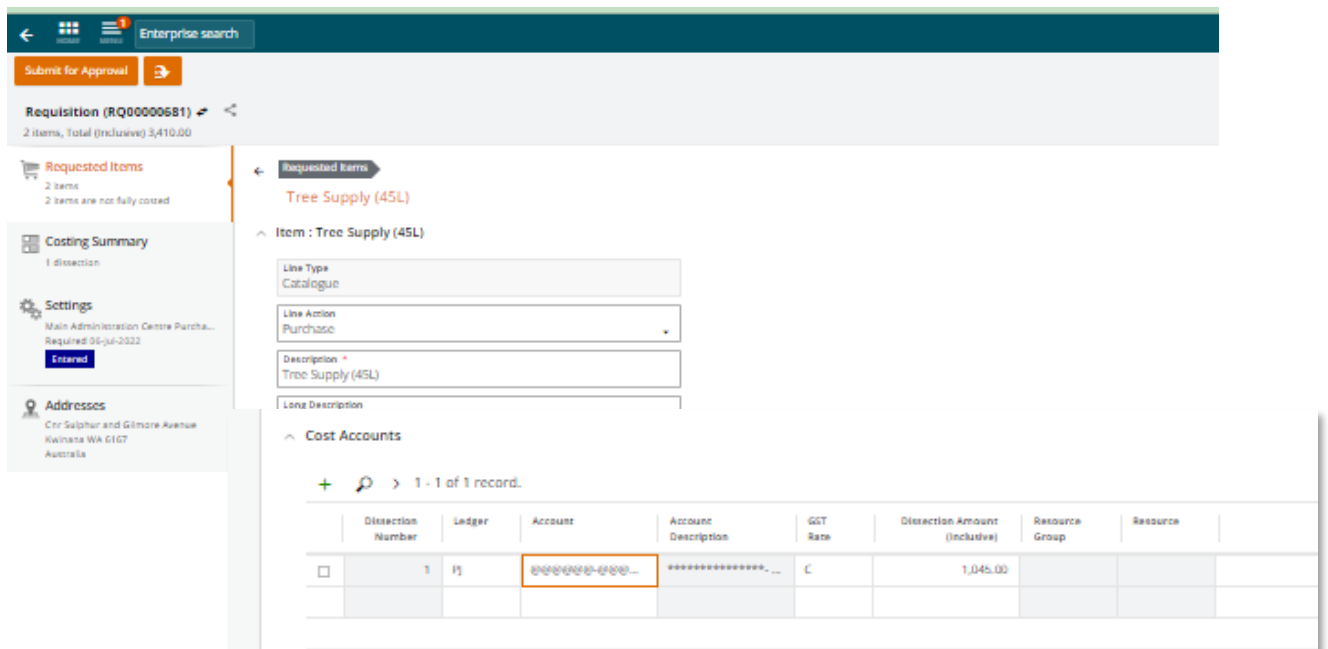 1
HOME MENU Enterprise search
Submit for Approval
Requisition (RQ00000681)
2 items, Total (Inclusive) 3,410.00
Requested Items
2 items
2 items are not fully costed
Costing Summary
1 dissection
Settings
Main Administration Centre Purcha...
Required 06-Jul-2022
Entered
Addresses
Cnr Sulphur and Gilmore Avenue
Kwinana WA 6167
Australia
Requested Items
Tree Supply (45L)
Item : Tree Supply (45L)
Line Type
Catalogue
Line Action
Purchase
Description *
Tree Supply (45L)
Long Description
Cost Accounts
1 - 1 of 1 record.
Dissection Number Ledger Account Account Description GST Rate Dissection Amount (Inclusive) Resource Group Resource
1 PJ @@@@@@-@@@... ***************-... C 1,045.00